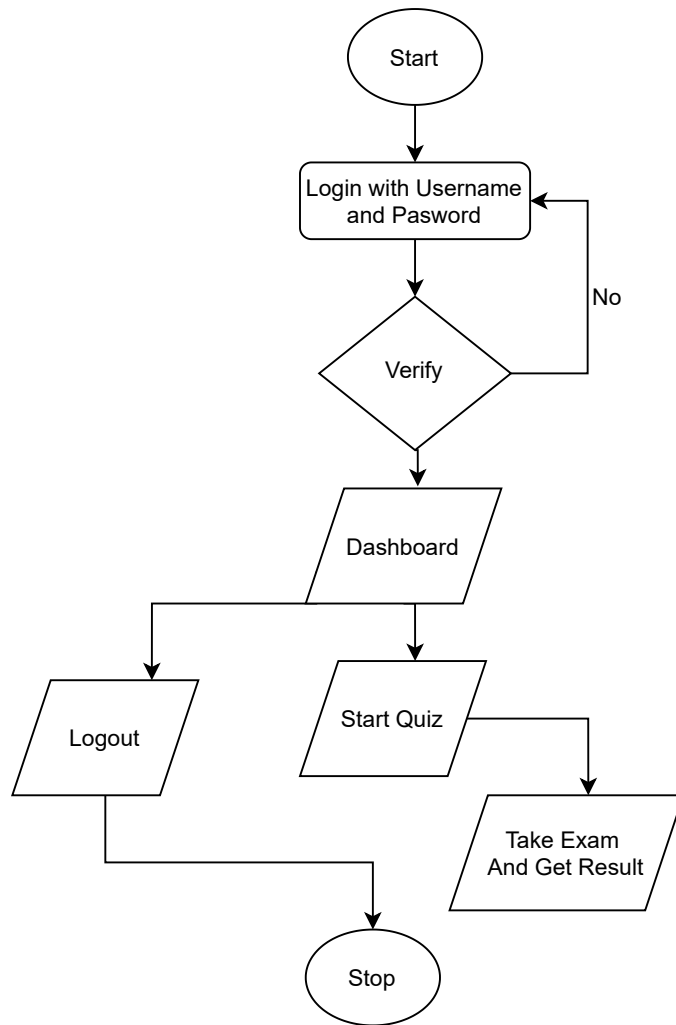 Start
Login with Username
and Pasword
No
Verify
Dashboard
Logout
Start Quiz
Take Exam
And Get Result
Stop